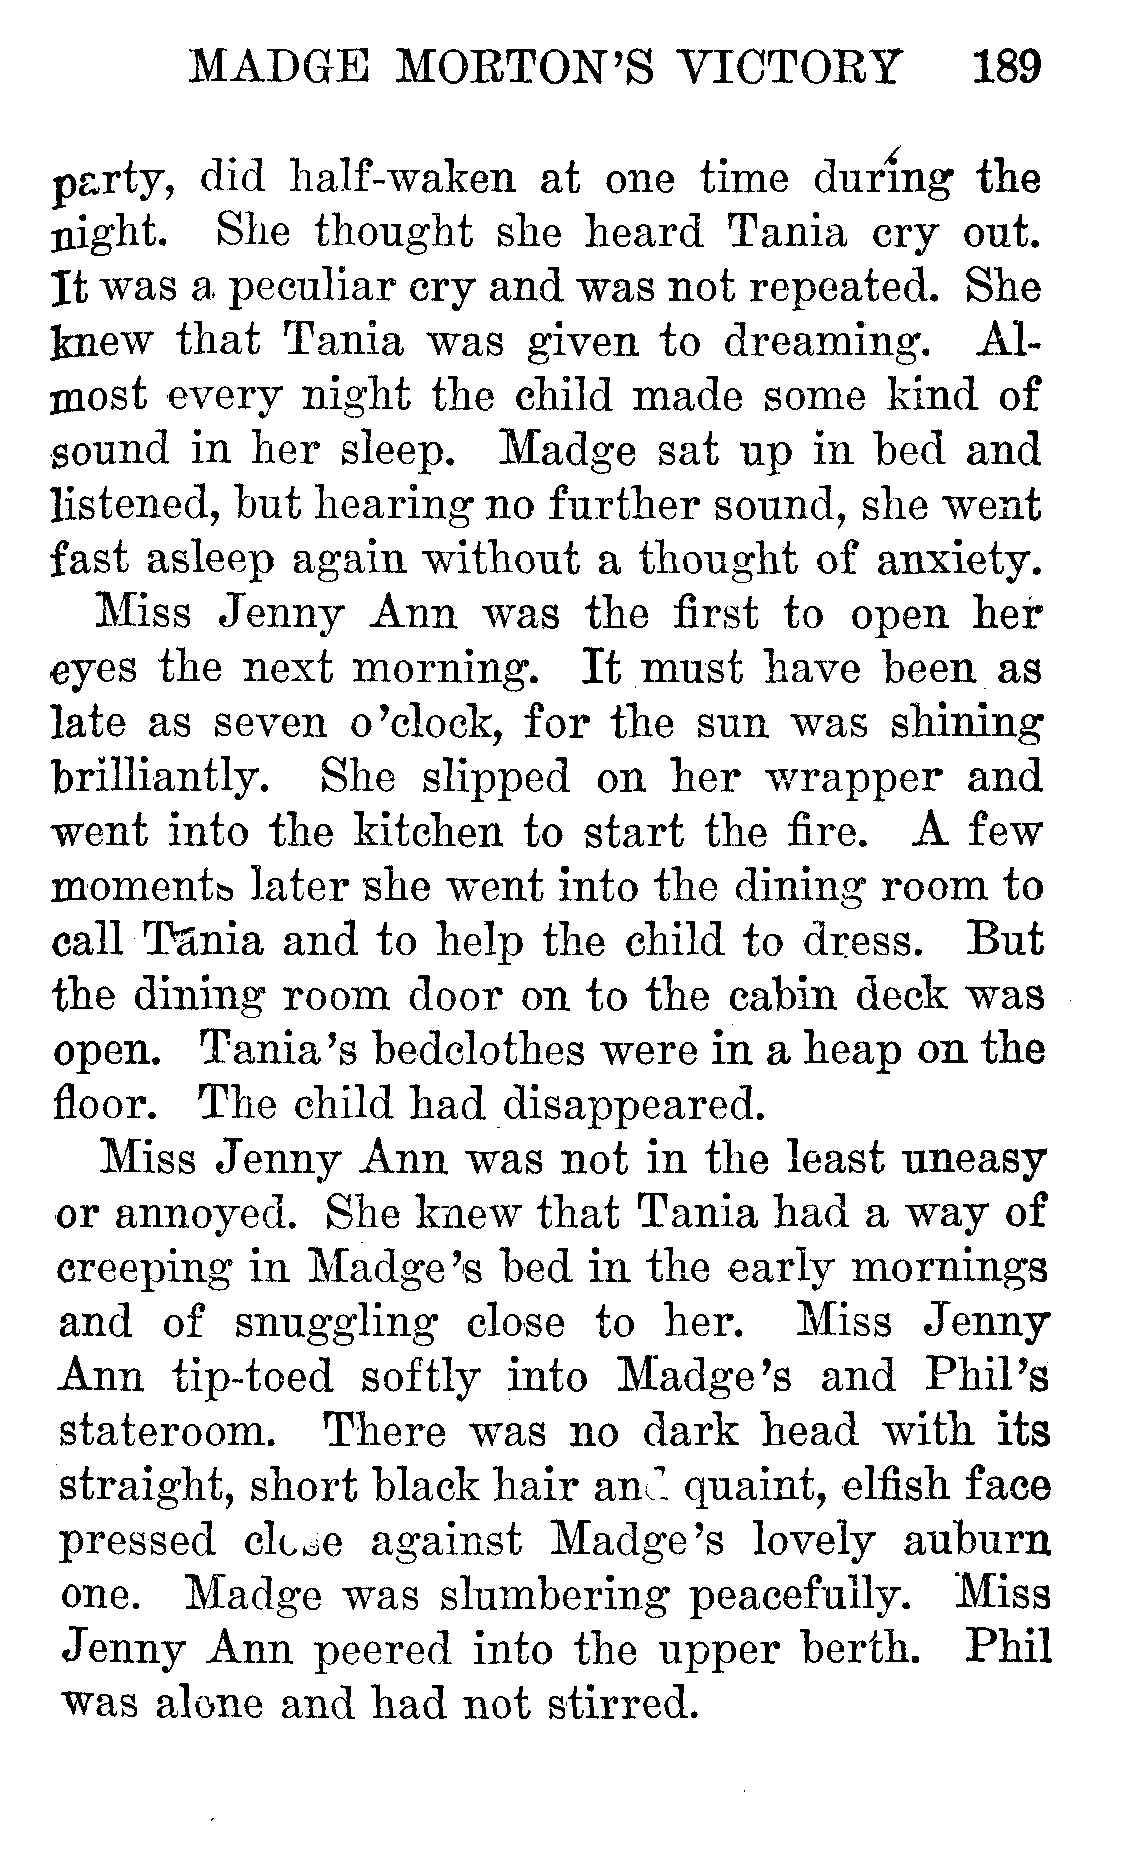 MADGE MORTON'S VICTORY 189
party, did half-waken at one time during the
night. She thought she heard Tania cry out.
It was a peculiar cry and was not repeated. She
knew that Tania was given to dreaming. Al-
most every night the child made some kind of
sound in her sleep. Madge sat up in bed and
listened, but hearing no further sound, she went
fast asleep again without a thought of anxiety.
Miss Jenny Ann was the first to open her
eyes the next morning. It must have been as
late as seven o'clock, for the sun was shining
brilliantly. She slipped on her wrapper and
went into the kitchen to start the fire. A few
moments later she went into the dining room to
call Tania and to help the child to dress. But
the dining room door on to the cabin deck was
open. Tania's bedclothes were in a heap on the
floor. The child had disappeared.
Miss Jenny Ann was not in the least uneasy
or annoyed. She knew that Tania had a way of
creeping in Madge's bed in the early mornings
and of snuggling close to her. Miss Jenny
Ann tip-toed softly into Madge's and Phil's
stateroom. There was no dark head with its
straight, short black hair and quaint, elfish face
pressed close against Madge's lovely auburn
one. Madge was slumbering peacefully. Miss
Jenny Ann peered into the upper berth. Phil
was alone and had not stirred.